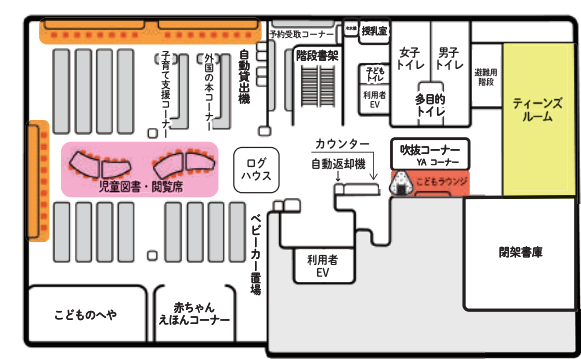 予約受取コーナー
授乳室
子育て支援コーナー
外国の本コーナー
自動貸出機
階段書架
子ども
トイレ
利用者
EV
女子
トイレ
男子
トイレ
多目的
トイレ
避難用
階段
ティーンズ
ルーム
カウンター
自動返却機
吹抜コーナー
YA コーナー
こどもラウンジ
児童図書・閲覧席
ログ
ハウス
ベビーカー置場
利用者
EV
閉架書庫
こどものへや
赤ちゃん
えほんコーナー